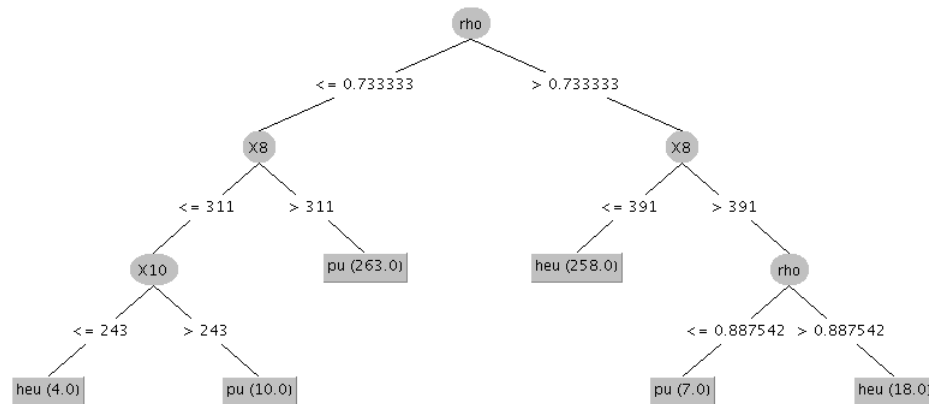 rho
<= 0.733333 > 0.733333
X8 X8
<= 311 > 311 <= 391 > 391
X10 pu (263.0) heu (258.0) rho
<= 243 > 243 <= 0.887542 > 0.887542
heu (4.0) pu (10.0) pu (7.0) heu (18.0)